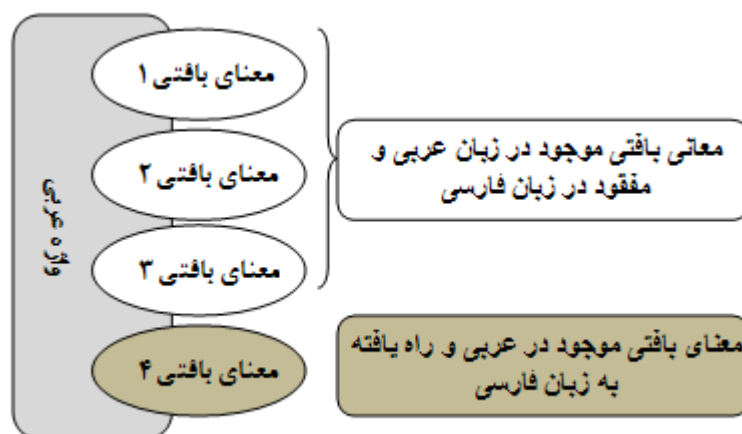 واژه عربی
معنای بافتی ۱
معنای بافتی ۲
معنای بافتی ۳
معنای بافتی ۴
معانی بافتی موجود در زبان عربی و
مفقود در زبان فارسی
معنای بافتی موجود در عربی و راه یافته
به زبان فارسی